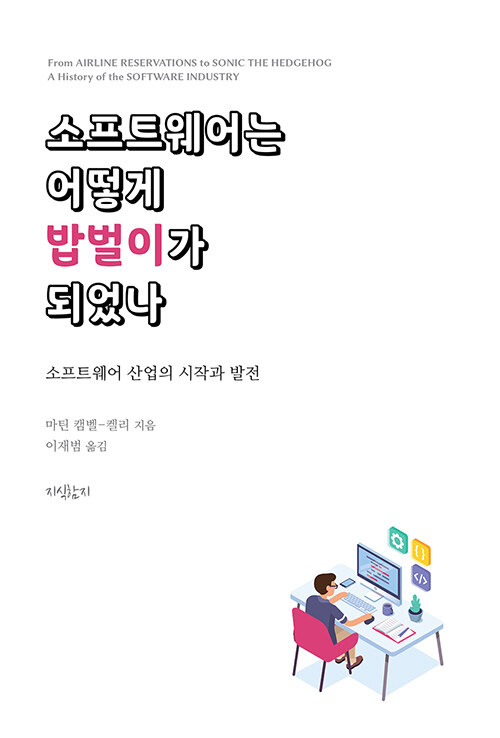 From AIRLINE RESERVATIONS to SONIC THE HEDGEHOG
A History of the SOFTWARE INDUSTRY
소프트웨어는
어떻게
밥벌이가
되었나
소프트웨어 산업의 시작과 발전
마틴 캠벨-켈리 지음
이재범 옮김
지식함지
{ }
</>